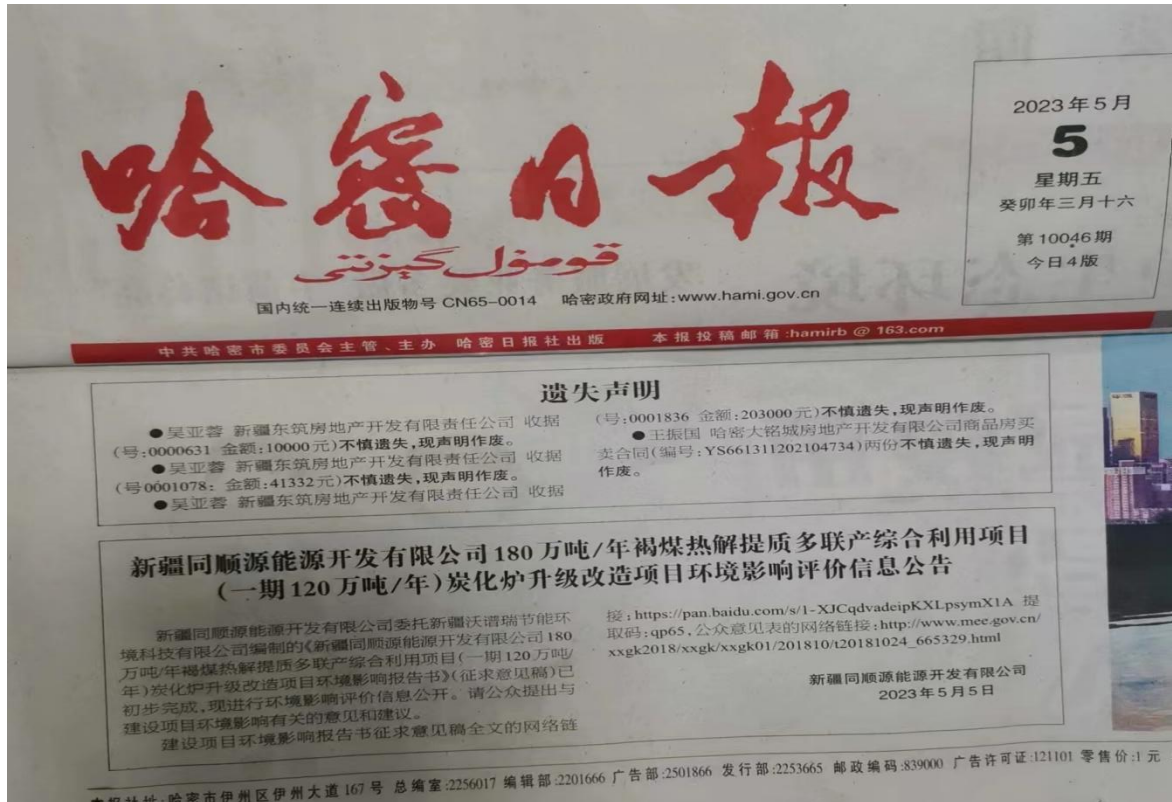 哈密日报
قومۇل گېزىتى
国内统一连续出版物号 CN65-0014 哈密政府网址:www.hami.gov.cn
2023年5月
5
星期五
癸卯年三月十六
第10046期
今日4版
中共哈密市委员会主管、主办 哈密日报社出版 本报投稿邮箱:hamirb @ 163.com
遗失声明
●吴亚蓉 新疆东筑房地产开发有限责任公司 收据
(号:0000631 金额:10000元)不慎遗失,现声明作废。
●吴亚蓉 新疆东筑房地产开发有限责任公司 收据
(号0001078: 金额:41332元)不慎遗失,现声明作废。
●吴亚蓉 新疆东筑房地产开发有限责任公司 收据
(号:0001836 金额:203000元)不慎遗失,现声明作废。
●王振国 哈密大铭城房地产开发有限公司商品房买
卖合同(编号:YS661311202104734)两份不慎遗失,现声明
作废。
新疆同顺源能源开发有限公司180万吨/年褐煤热解提质多联产综合利用项目
(一期120万吨/年)炭化炉升级改造项目环境影响评价信息公告
新疆同顺源能源开发有限公司委托新疆沃谱瑞节能环
境科技有限公司编制的《新疆同顺源能源开发有限公司180
万吨/年褐煤热解提质多联产综合利用项目(一期120万吨/
年)炭化炉升级改造项目环境影响报告书》(征求意见稿)已
初步完成,现进行环境影响评价信息公开。请公众提出与
建设项目环境影响有关的意见和建议。
建设项目环境影响报告书征求意见稿全文的网络链
接:https://pan.baidu.com/s/1-XJCqdvadeipKXLpsymX1A 提
取码:qp65,公众意见表的网络链接:http://www.mee.gov.cn/
xxgk2018/xxgk/xxgk01/201810/t20181024_665329.html
新疆同顺源能源开发有限公司
2023年5月5日
本报社址:哈密市伊州区伊州大道167号 总编室:2256017 编辑部:2201666 广告部:2501866 发行部:2253665 邮政编码:839000 广告许可证:121101 零售价:1元